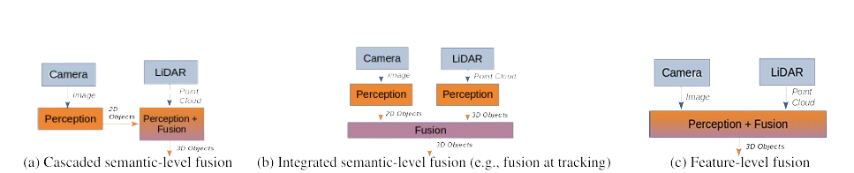 Camera
LiDAR
Image
Point
Cloud
Perception
2D
Objects
Perception +
Fusion
3D Objects
(a) Cascaded semantic-level fusion
Camera
LiDAR
Image
Point Cloud
Perception
Perception
2D Objects
3D Objects
Fusion
3D Objects
(b) Integrated semantic-level fusion (e.g., fusion at tracking)
Camera
LiDAR
Image
Point
Cloud
Perception + Fusion
3D Objects
(c) Feature-level fusion